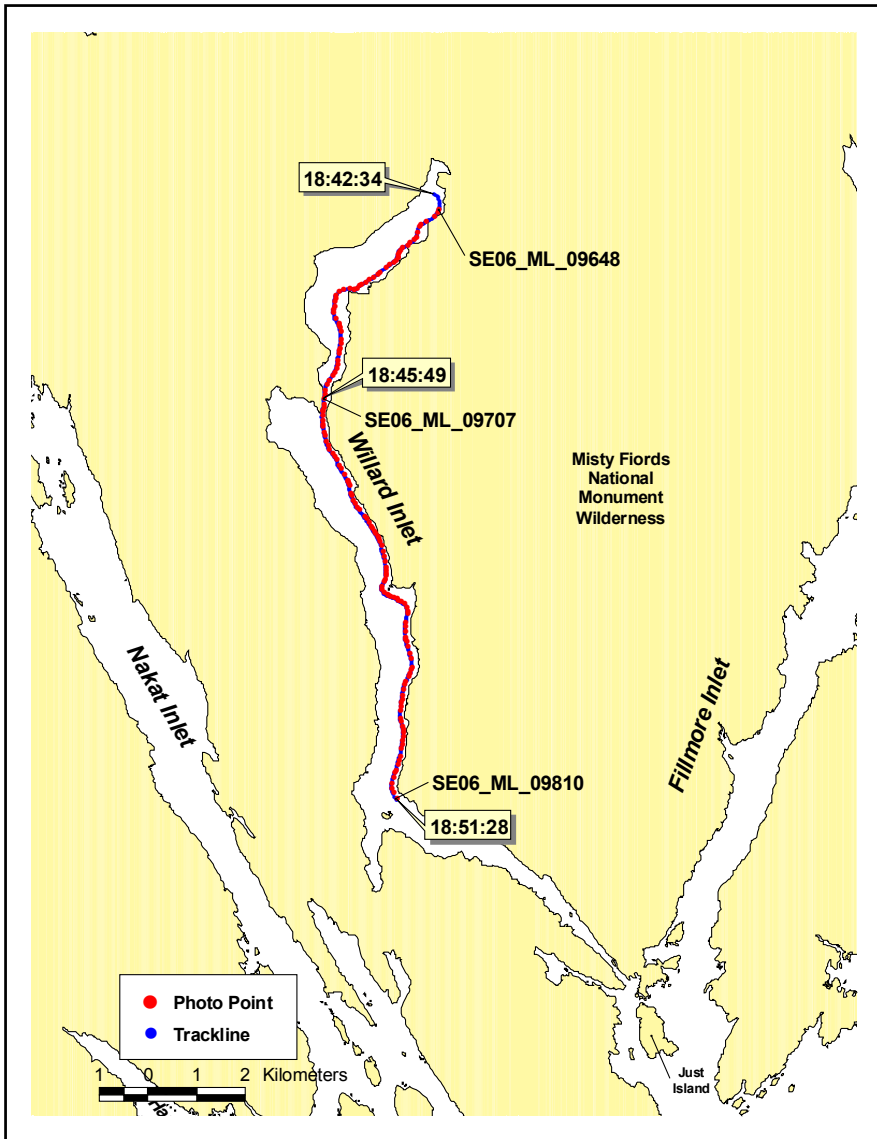 18:42:34
SE06_ML_09648
18:45:49
SE06_ML_09707
Willard Inlet
Misty Fiords
National
Monument
Wilderness
Nakat Inlet
Fillmore Inlet
SE06_ML_09810
18:51:28
Photo Point
Trackline
1 0 1 2 Kilometers
Just
Island